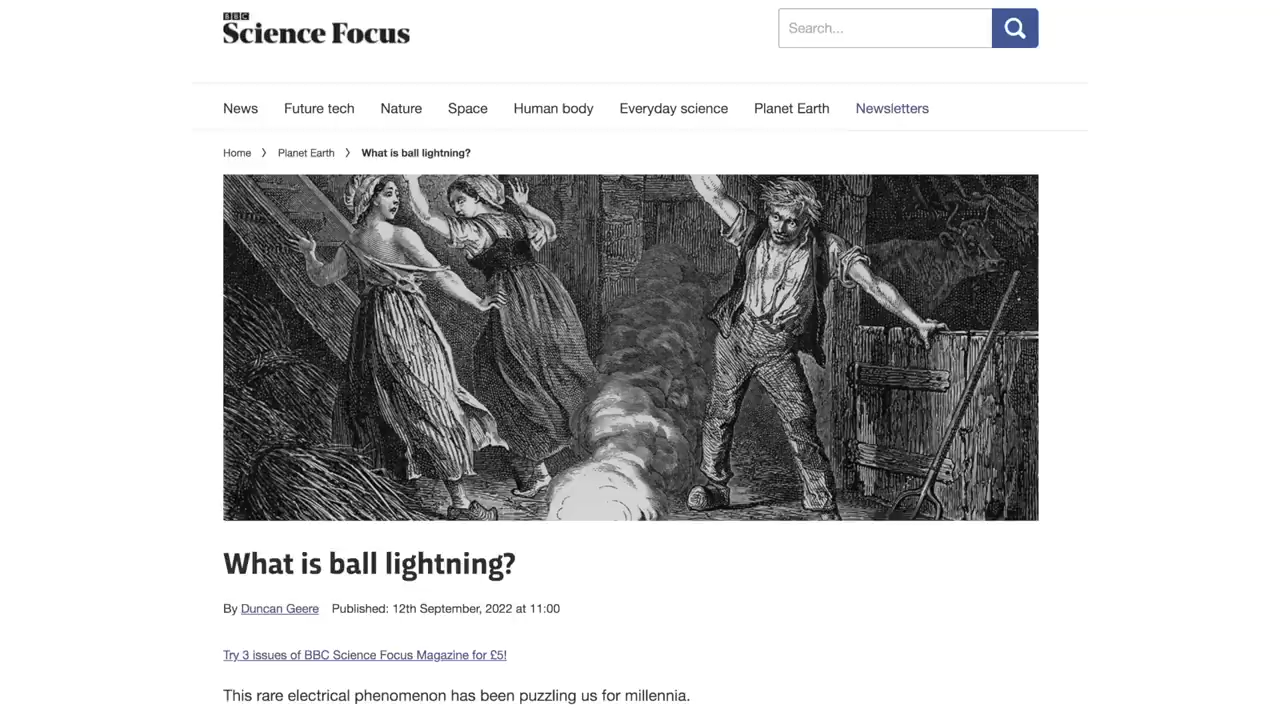 BBC
Science Focus
Search...
News Future tech Nature Space Human body Everyday science Planet Earth Newsletters
Home > Planet Earth > What is ball lightning?
What is ball lightning?
By Duncan Geere Published: 12th September, 2022 at 11:00
Try 3 issues of BBC Science Focus Magazine for £5!
This rare electrical phenomenon has been puzzling us for millennia.